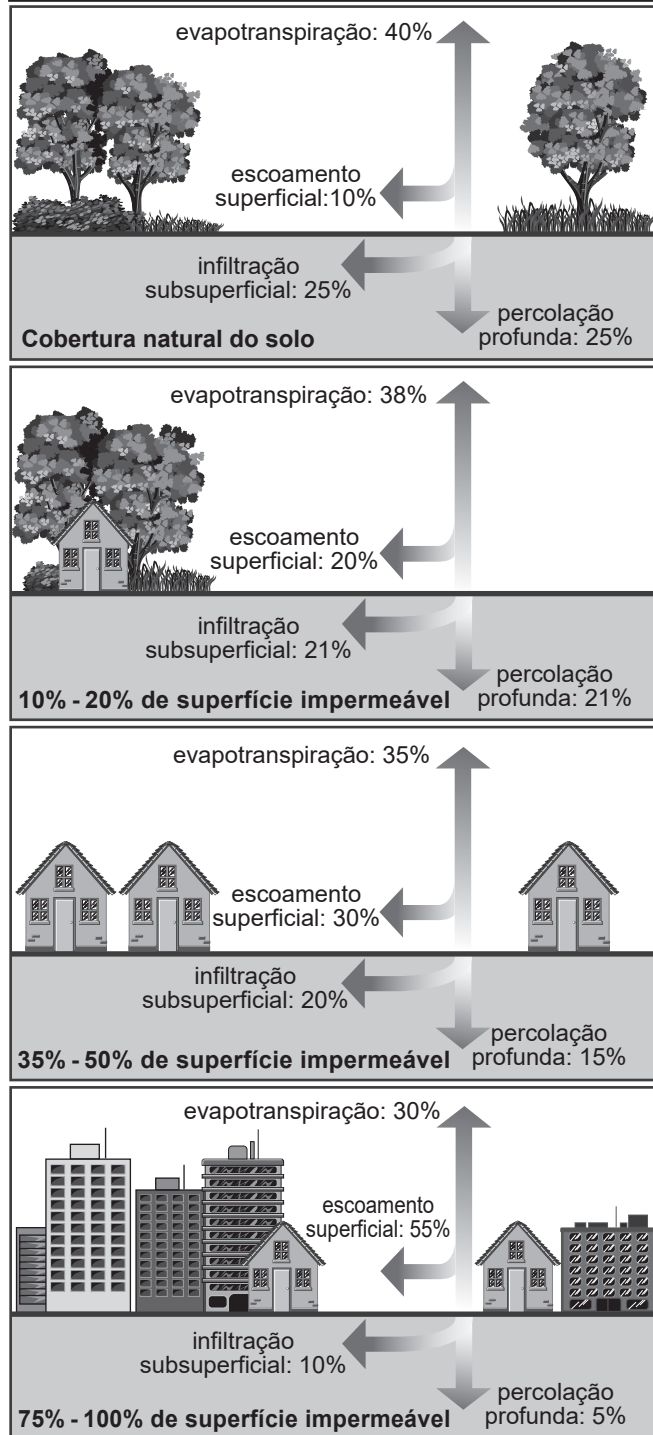 evapotranspiração: 40%
escoamento
superficial:10%
infiltração
subsuperficial: 25%
percolação
profunda: 25%
Cobertura natural do solo
evapotranspiração: 38%
escoamento
superficial: 20%
infiltração
subsuperficial: 21%
percolação
profunda: 21%
10% - 20% de superfície impermeável
evapotranspiração: 35%
escoamento
superficial: 30%
infiltração
subsuperficial: 20%
percolação
profunda: 15%
35% - 50% de superfície impermeável
evapotranspiração: 30%
escoamento
superficial: 55%
infiltração
subsuperficial: 10%
percolação
profunda: 5%
75% - 100% de superfície impermeável